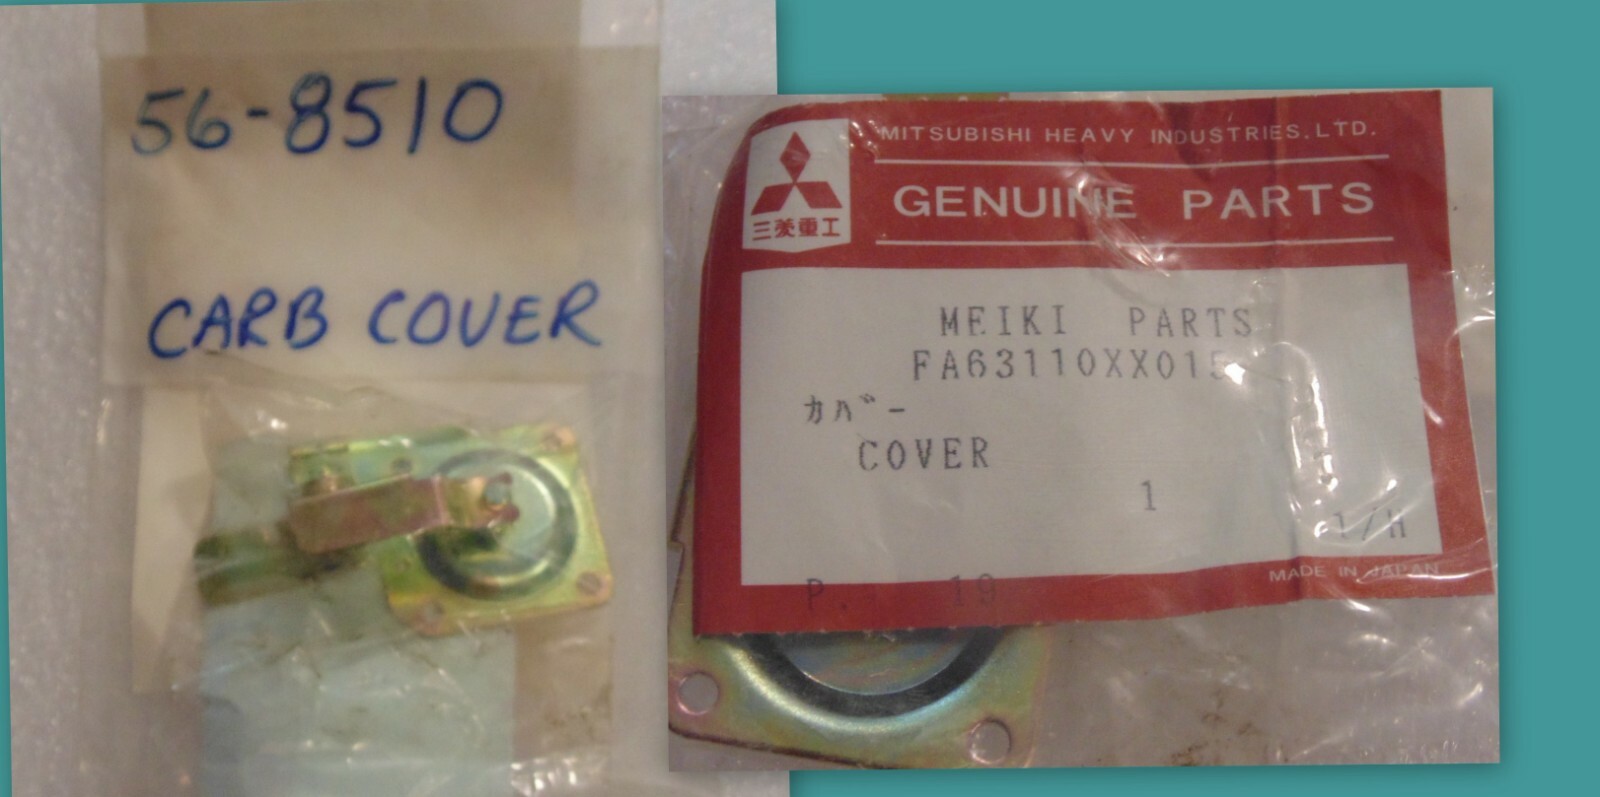 56-8510
CARB COVER
MITSUBISHI HEAVY INDUSTRIES.LTD.
GENUINE PARTS
三菱重工
MEIKI PARTS
FA63110XX015
カバー
COVER
1
1/H
P. 19
MADE IN JAPAN